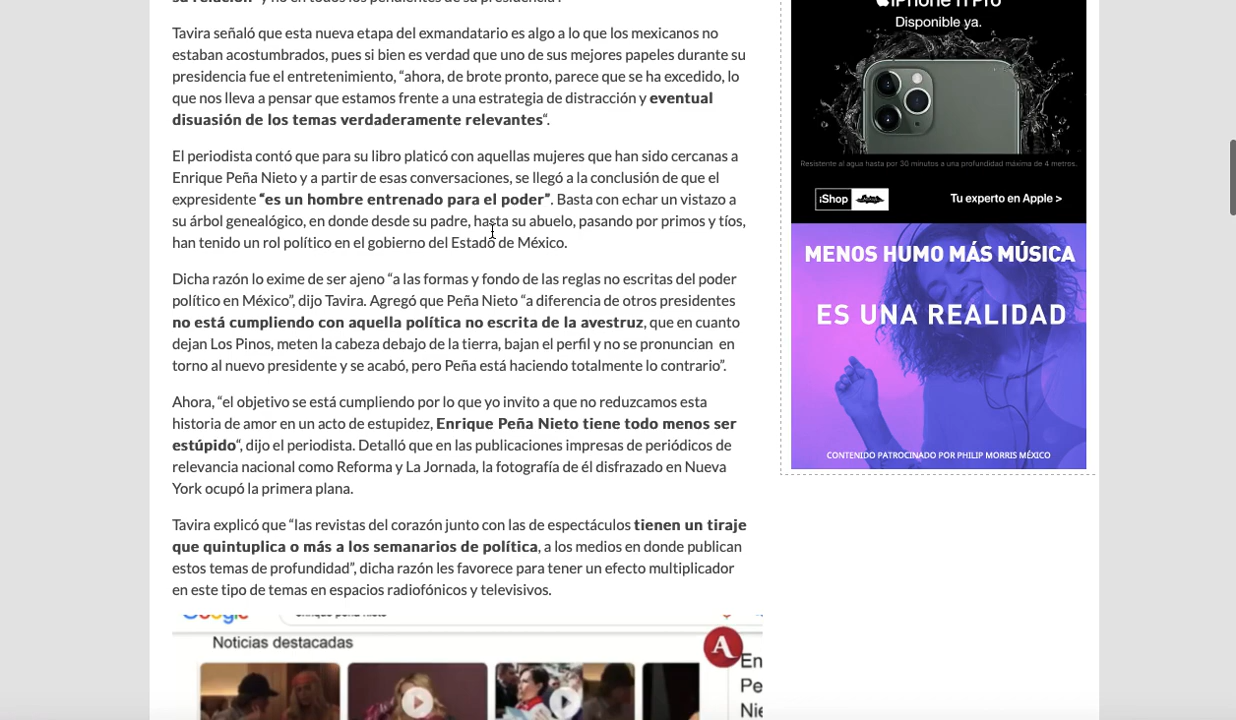 su relación" y no en todos los pendientes de su presidencia".
Tavira señaló que esta nueva etapa del exmandatario es algo a lo que los mexicanos no
estaban acostumbrados, pues si bien es verdad que uno de sus mejores papeles durante su
presidencia fue el entretenimiento, “ahora, de brote pronto, parece que se ha excedido, lo
que nos lleva a pensar que estamos frente a una estrategia de distracción y eventual
disuasión de los temas verdaderamente relevantes“.
El periodista contó que para su libro platicó con aquellas mujeres que han sido cercanas a
Enrique Peña Nieto y a partir de esas conversaciones, se llegó a la conclusión de que el
expresidente “es un hombre entrenado para el poder”. Basta con echar un vistazo a
su árbol genealógico, en donde desde su padre, hasta su abuelo, pasando por primos y tíos,
han tenido un rol político en el gobierno del Estado de México.
Dicha razón lo exime de ser ajeno “a las formas y fondo de las reglas no escritas del poder
político en México”, dijo Tavira. Agregó que Peña Nieto “a diferencia de otros presidentes
no está cumpliendo con aquella política no escrita de la avestruz, que en cuanto
dejan Los Pinos, meten la cabeza debajo de la tierra, bajan el perfil y no se pronuncian en
torno al nuevo presidente y se acabó, pero Peña está haciendo totalmente lo contrario”.
Ahora, “el objetivo se está cumpliendo por lo que yo invito a que no reduzcamos esta
historia de amor en un acto de estupidez, Enrique Peña Nieto tiene todo menos ser
estúpido“, dijo el periodista. Detalló que en las publicaciones impresas de periódicos de
relevancia nacional como Reforma y La Jornada, la fotografía de él disfrazado en Nueva
York ocupó la primera plana.
Tavira explicó que “las revistas del corazón junto con las de espectáculos tienen un tiraje
que quintuplica o más a los semanarios de política, a los medios en donde publican
estos temas de profundidad”, dicha razón les favorece para tener un efecto multiplicador
en este tipo de temas en espacios radiofónicos y televisivos.
Google
Noticias destacadas
A
En
Pe
Nie
iPhone 11 Pro
Disponible ya.
Resistente al agua hasta por 30 minutos a una profundidad máxima de 4 metros.
iShop
Tu experto en Apple >
MENOS HUMO MÁS MÚSICA
ES UNA REALIDAD
CONTENIDO PATROCINADO POR PHILIP MORRIS MÉXICO